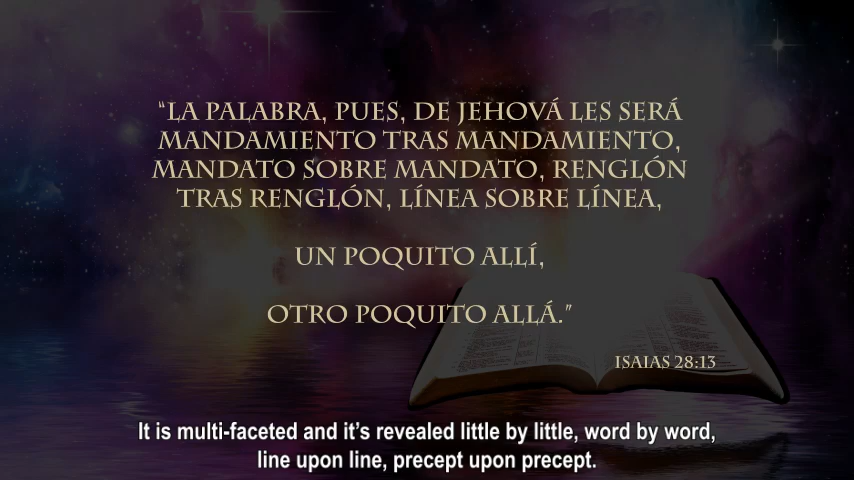 “LA PALABRA, PUES, DE JEHOVÁ LES SERÁ
MANDAMIENTO TRAS MANDAMIENTO,
MANDATO SOBRE MANDATO, RENGLÓN
TRAS RENGLÓN, LÍNEA SOBRE LÍNEA,
UN POQUITO ALLÍ,
OTRO POQUITO ALLÁ.”
ISAIAS 28:13
It is multi-faceted and it’s revealed little by little, word by word,
line upon line, precept upon precept.